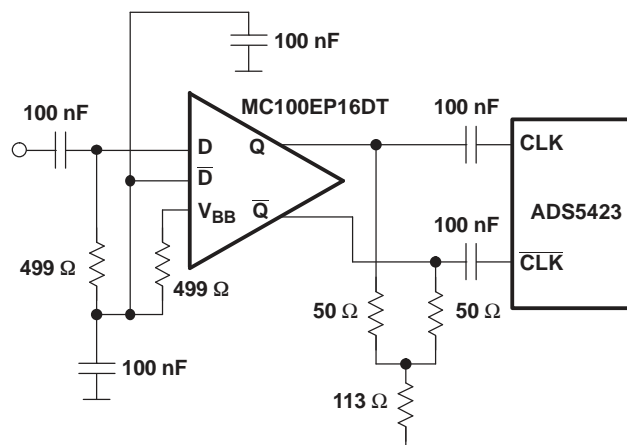 100 nF
MC100EP16DT
100 nF
100 nF
D
Q
CLK
D̅
ADS5423
V_BB
Q̅
100 nF
C̅L̅K̅
499 Ω
499 Ω
50 Ω
50 Ω
100 nF
113 Ω